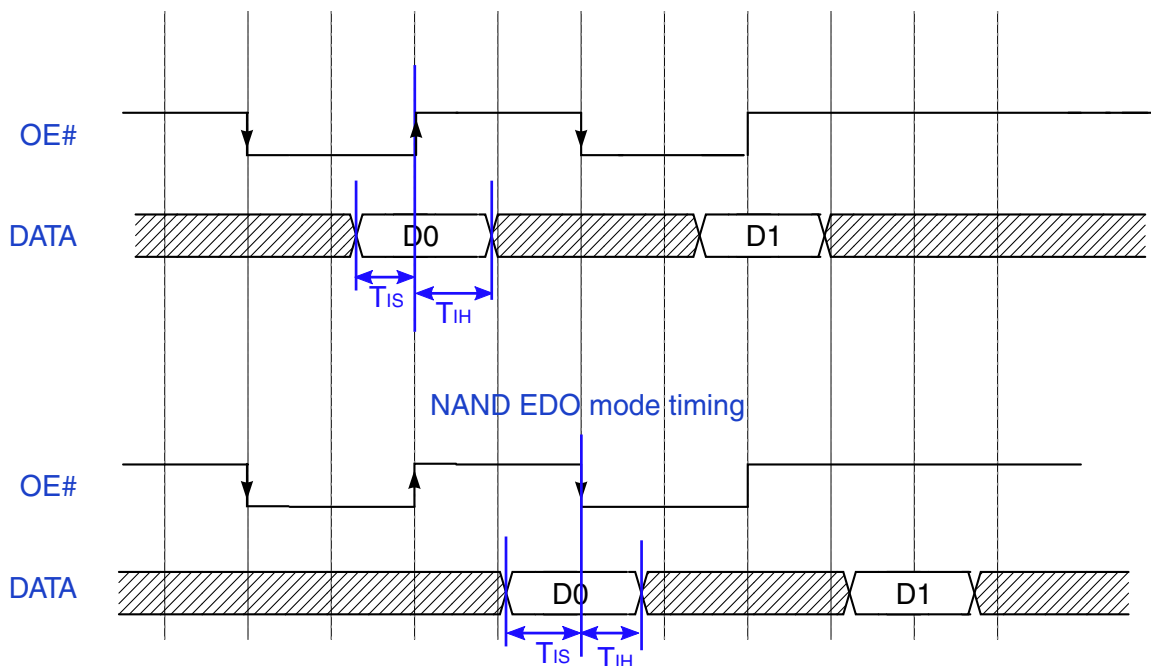 OE#
DATA D0 D1
TIS
TIH
NAND EDO mode timing
OE#
DATA D0 D1
TIS TIH